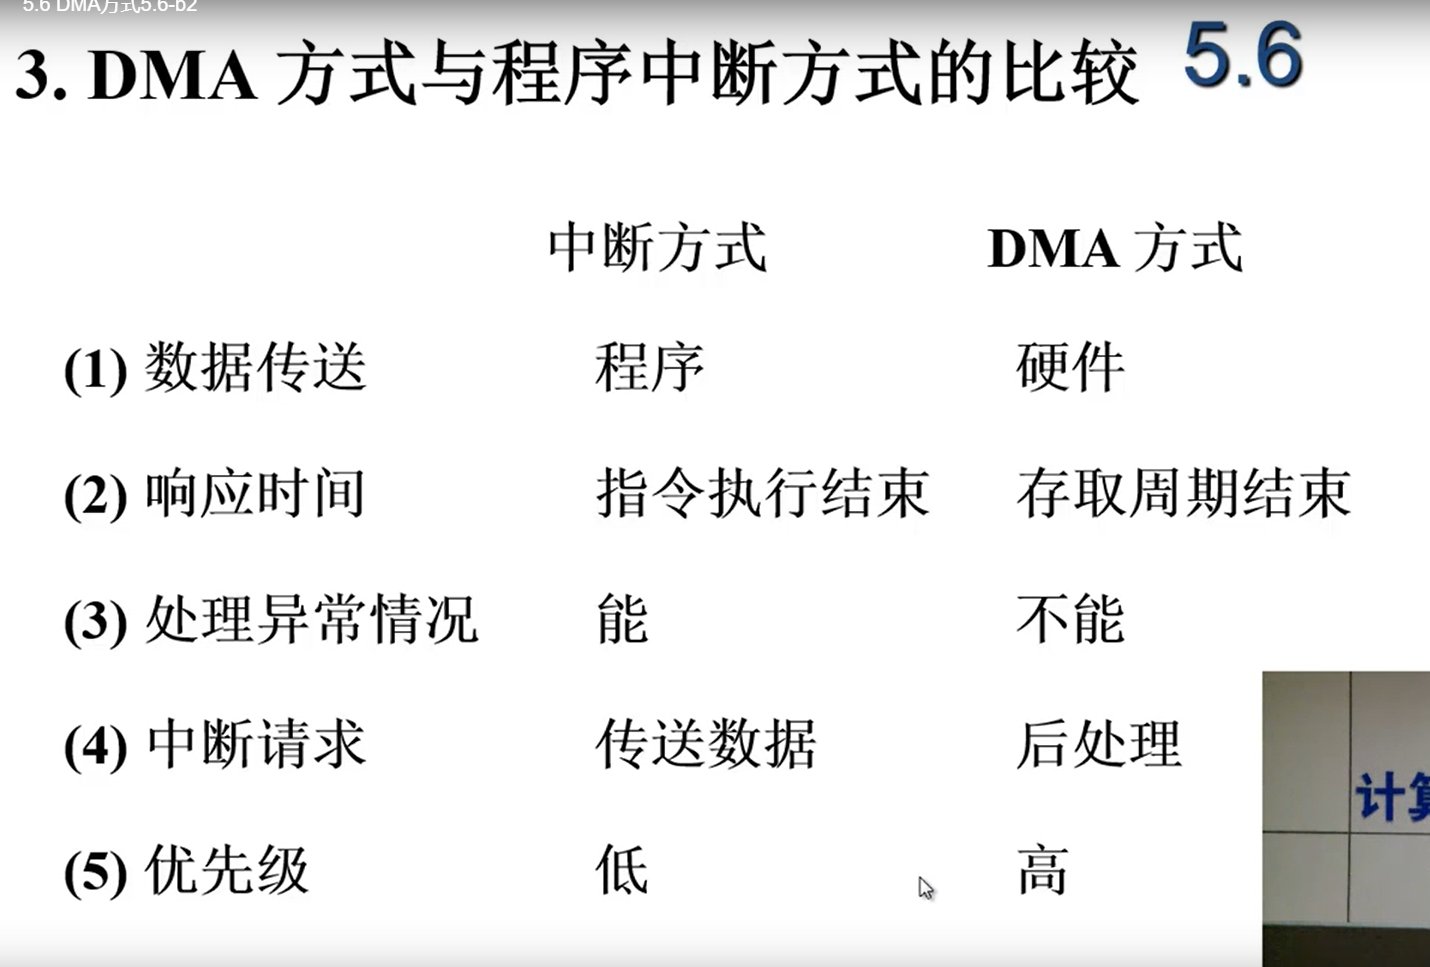 5.6 DMA方式5.6-b2
3. DMA 方式与程序中断方式的比较 5.6
中断方式 DMA 方式
(1) 数据传送 程序 硬件
(2) 响应时间 指令执行结束 存取周期结束
(3) 处理异常情况 能 不能
(4) 中断请求 传送数据 后处理
(5) 优先级 低 高
计算